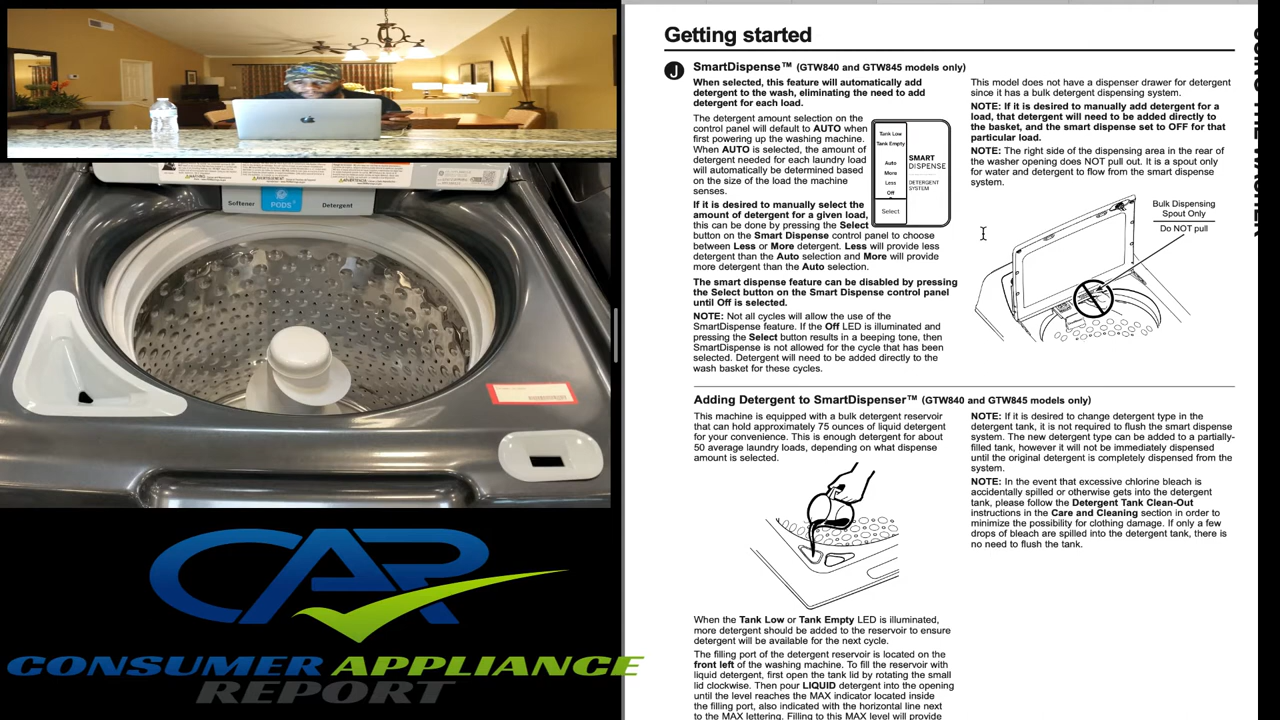 Softener
PODS
Detergent
CAR
CONSUMER APPLIANCE
REPORT
Getting started
J
SmartDispense™ (GTW840 and GTW845 models only)
When selected, this feature will automatically add
detergent to the wash, eliminating the need to add
detergent for each load.
The detergent amount selection on the
control panel will default to AUTO when
first powering up the washing machine.
When AUTO is selected, the amount of
detergent needed for each laundry load
will automatically be determined based
on the size of the load the machine
senses.
If it is desired to manually select the
amount of detergent for a given load,
this can be done by pressing the Select
button on the Smart Dispense control panel to choose
between Less or More detergent. Less will provide less
detergent than the Auto selection and More will provide
more detergent than the Auto selection.
The smart dispense feature can be disabled by pressing
the Select button on the Smart Dispense control panel
until Off is selected.
NOTE: Not all cycles will allow the use of the
SmartDispense feature. If the Off LED is illuminated and
pressing the Select button results in a beeping tone, then
SmartDispense is not allowed for the cycle that has been
selected. Detergent will need to be added directly to the
wash basket for these cycles.
Tank Low
Tank Empty
Auto
More
Less
Off
Select
SMART
DISPENSE
DETERGENT
SYSTEM
This model does not have a dispenser drawer for detergent
since it has a bulk detergent dispensing system.
NOTE: If it is desired to manually add detergent for a
load, that detergent will need to be added directly to
the basket, and the smart dispense set to OFF for that
particular load.
NOTE: The right side of the dispensing area in the rear of
the washer opening does NOT pull out. It is a spout only
for water and detergent to flow from the smart dispense
system.
Bulk Dispensing
Spout Only
Do NOT pull
Adding Detergent to SmartDispenser™ (GTW840 and GTW845 models only)
This machine is equipped with a bulk detergent reservoir
that can hold approximately 75 ounces of liquid detergent
for your convenience. This is enough detergent for about
50 average laundry loads, depending on what dispense
amount is selected.
When the Tank Low or Tank Empty LED is illuminated,
more detergent should be added to the reservoir to ensure
detergent will be available for the next cycle.
The filling port of the detergent reservoir is located on the
front left of the washing machine. To fill the reservoir with
liquid detergent, first open the tank lid by rotating the small
lid clockwise. Then pour LIQUID detergent into the opening
until the level reaches the MAX indicator located inside
the filling port, also indicated with the horizontal line next
to the MAX lettering. Filling to this MAX level will provide
NOTE: If it is desired to change detergent type in the
detergent tank, it is not required to flush the smart dispense
system. The new detergent type can be added to a partially-
filled tank, however it will not be immediately dispensed
until the original detergent is completely dispensed from the
system.
NOTE: In the event that excessive chlorine bleach is
accidentally spilled or otherwise gets into the detergent
tank, please follow the Detergent Tank Clean-Out
instructions in the Care and Cleaning section in order to
minimize the possibility for clothing damage. If only a few
drops of bleach are spilled into the detergent tank, there is
no need to flush the tank.